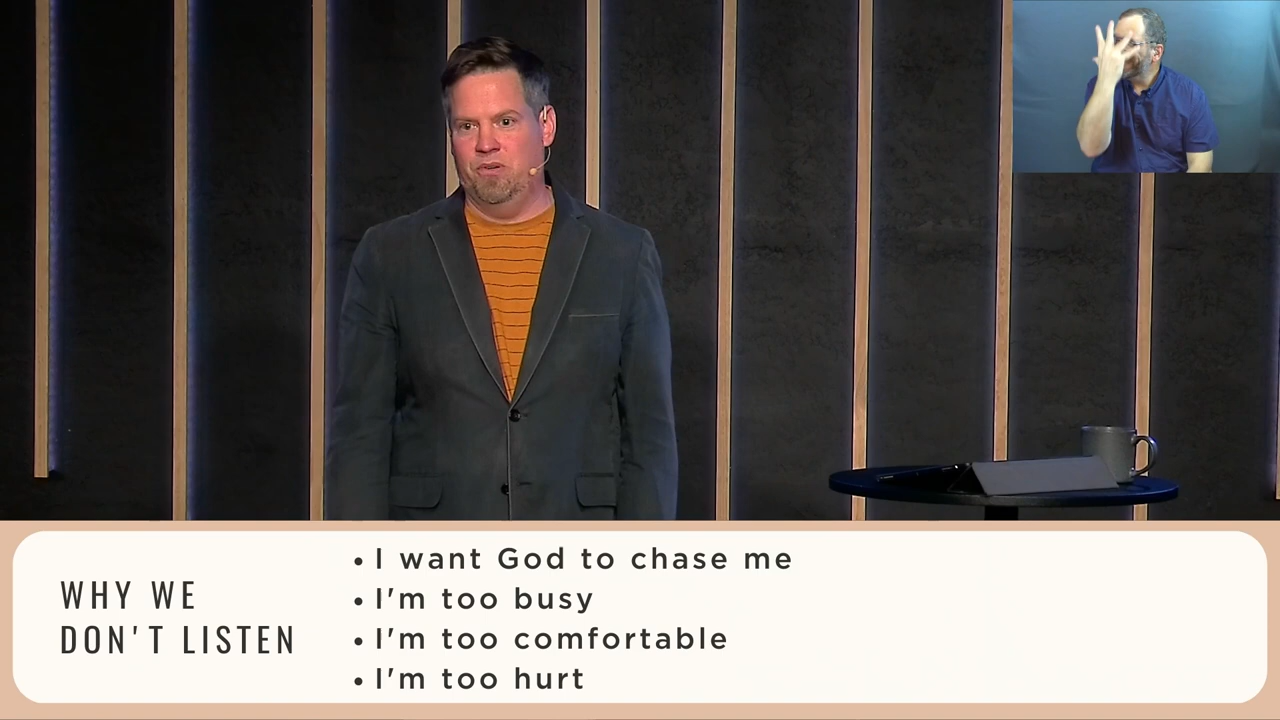 WHY WE
DON'T LISTEN
• I want God to chase me
• I'm too busy
• I'm too comfortable
• I'm too hurt